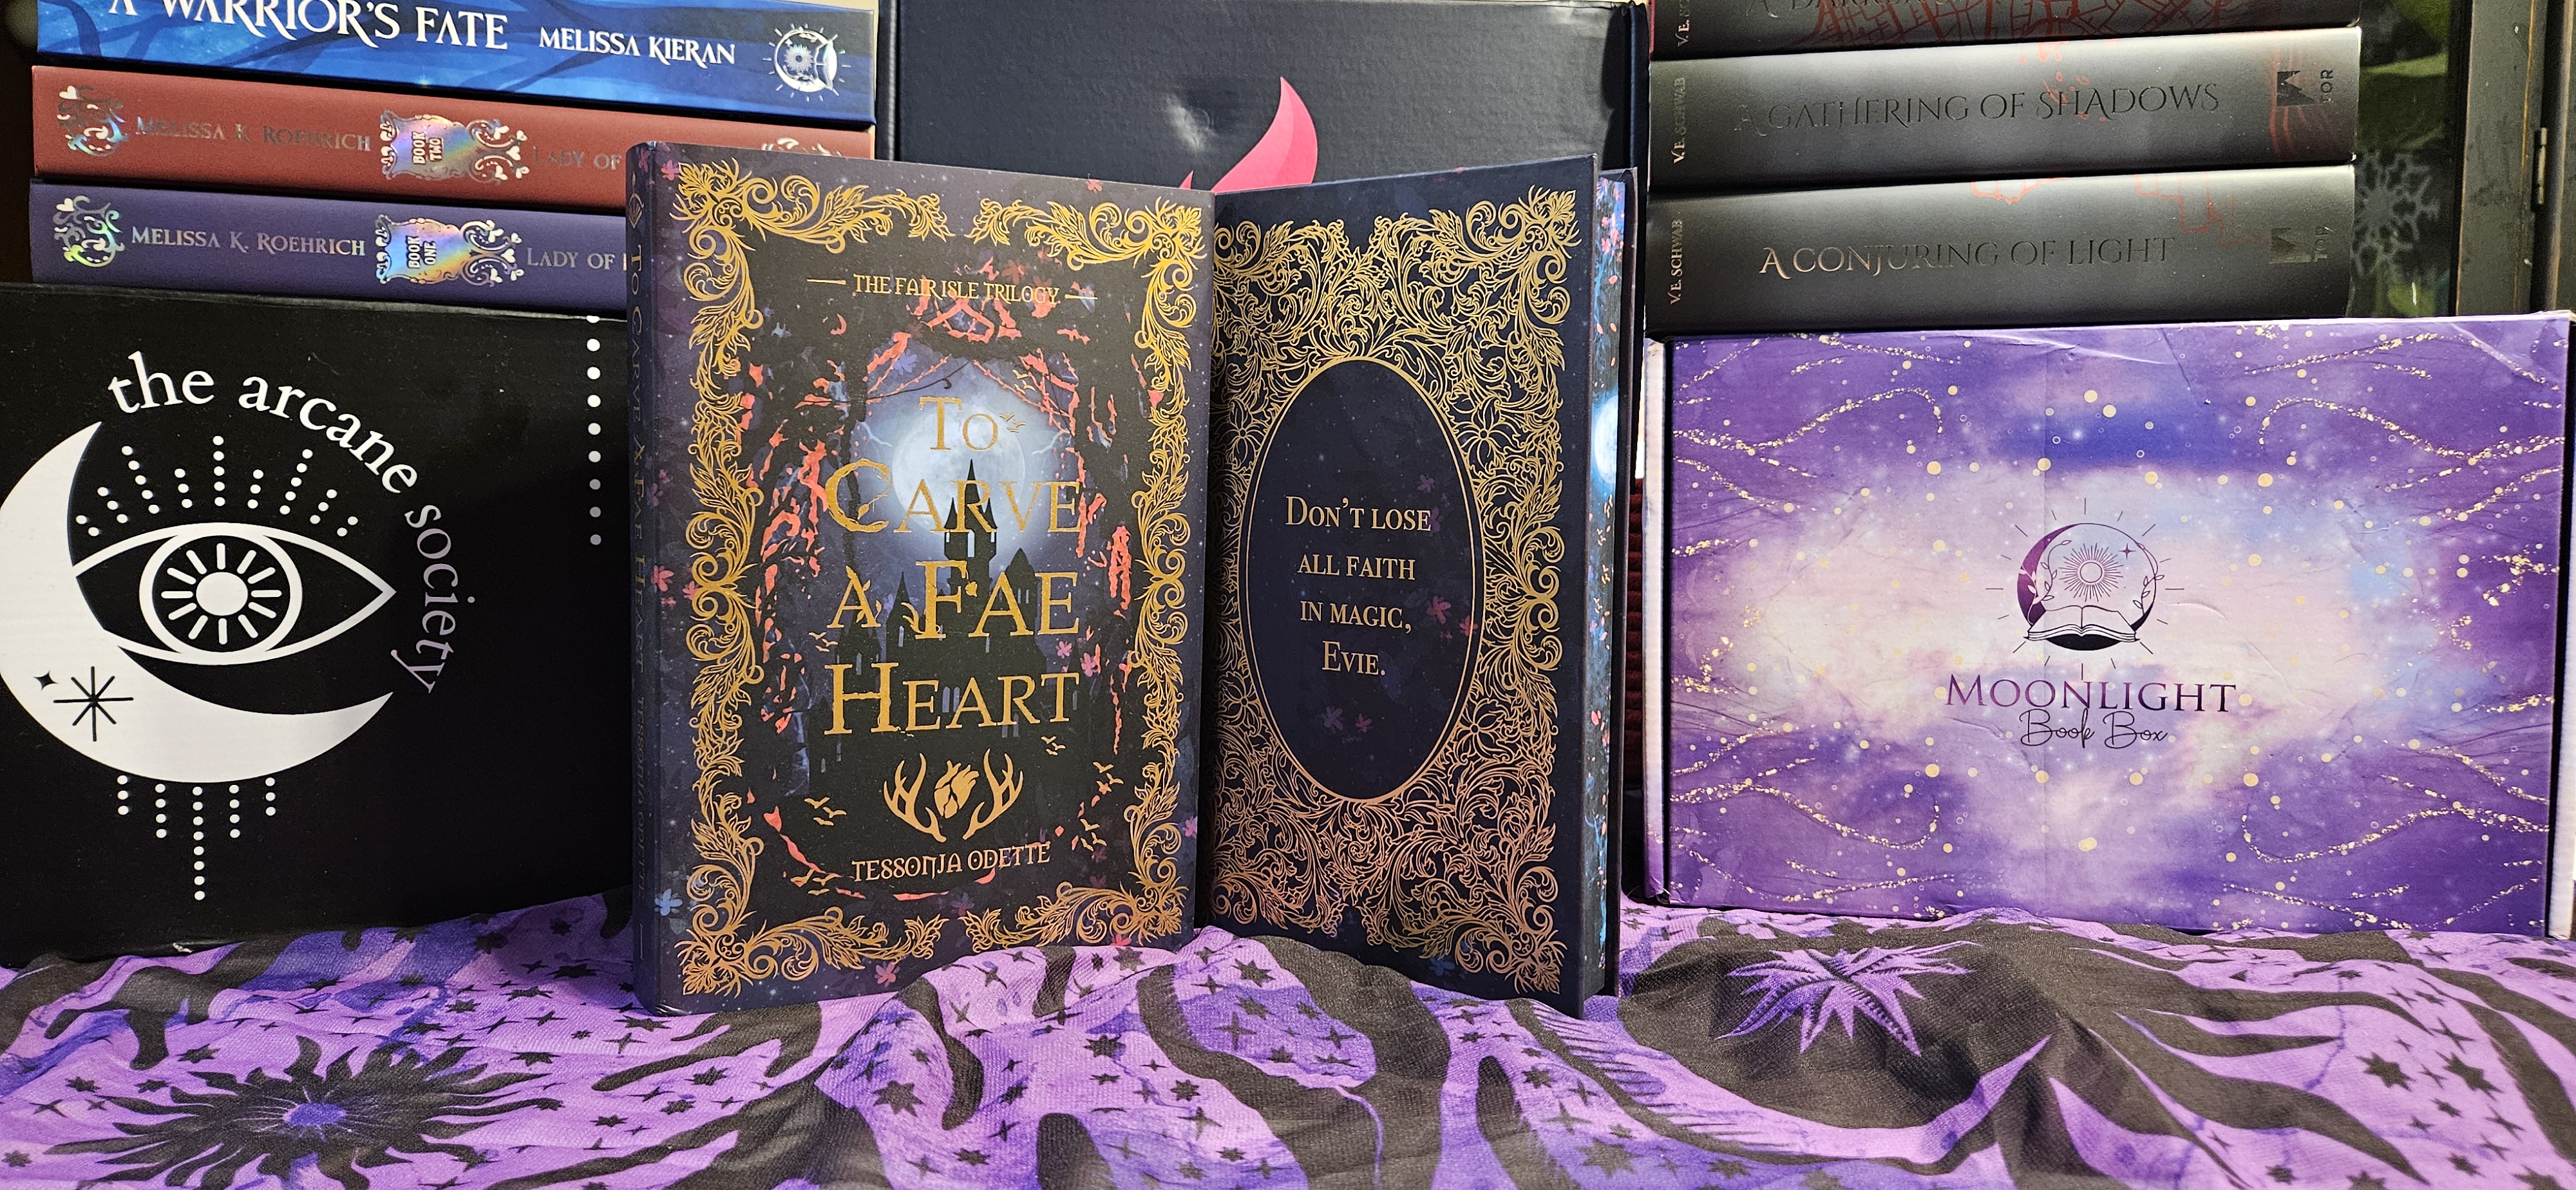 A WARRIOR'S FATE MELISSA KIERAN
MELISSA K. ROEHRICH BOOK TWO LADY OF
MELISSA K. ROEHRICH BOOK ONE LADY OF
the arcane society
TO CARVE A FAE HEART TESSONJA ODETTE
THE FAIR ISLE TRILOGY
TO
CARVE
A FAE
HEART
TESSONJA ODETTE
DON'T LOSE
ALL FAITH
IN MAGIC,
EVIE.
V. E. SCHWAB A GATHERING OF SHADOWS TOR
V. E. SCHWAB A CONJURING OF LIGHT TOR
MOONLIGHT
Book Box